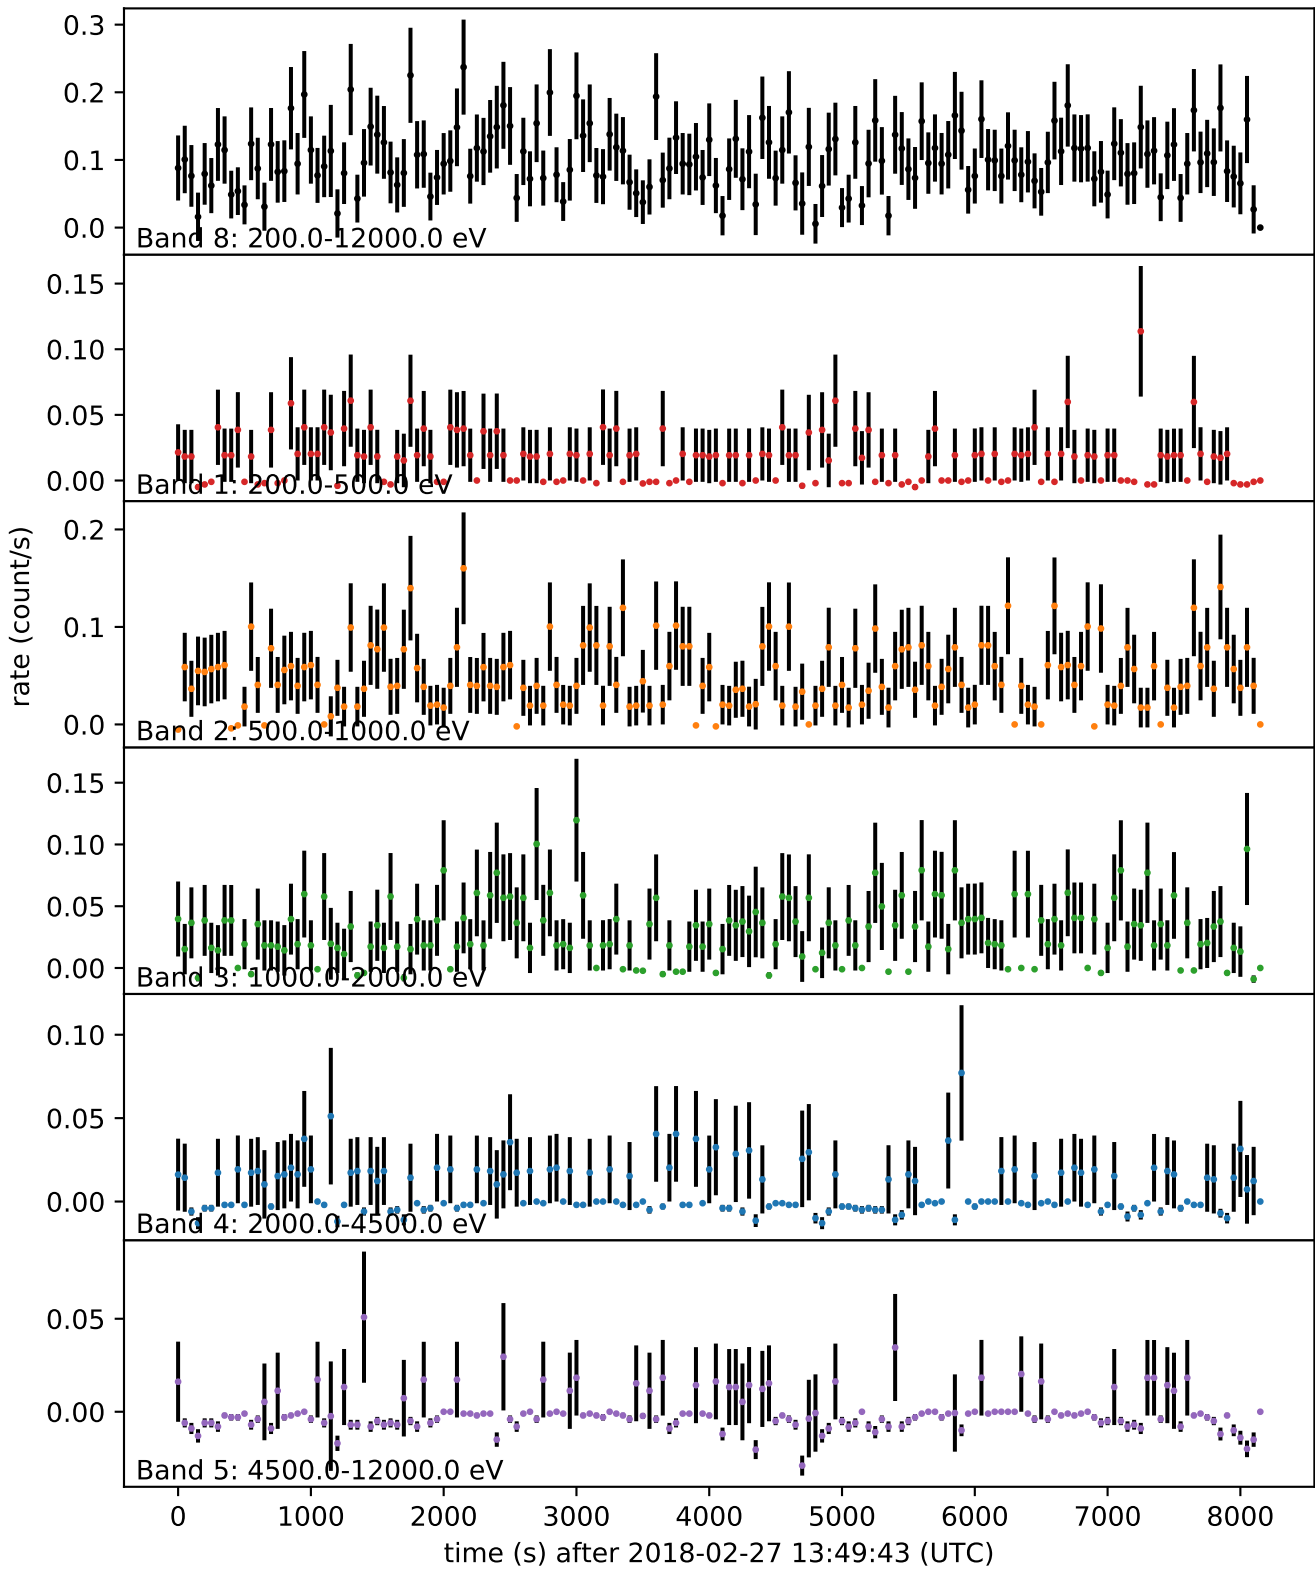 0.3
0.2
0.1
0.0
Band 8: 200.0-12000.0 eV
0.15
0.10
0.05
0.00
Band 1: 200.0-500.0 eV
0.2
0.1
0.0
Band 2: 500.0-1000.0 eV
rate (count/s)
0.15
0.10
0.05
0.00
Band 3: 1000.0-2000.0 eV
0.10
0.05
0.00
Band 4: 2000.0-4500.0 eV
0.05
0.00
Band 5: 4500.0-12000.0 eV
0 1000 2000 3000 4000 5000 6000 7000 8000
time (s) after 2018-02-27 13:49:43 (UTC)